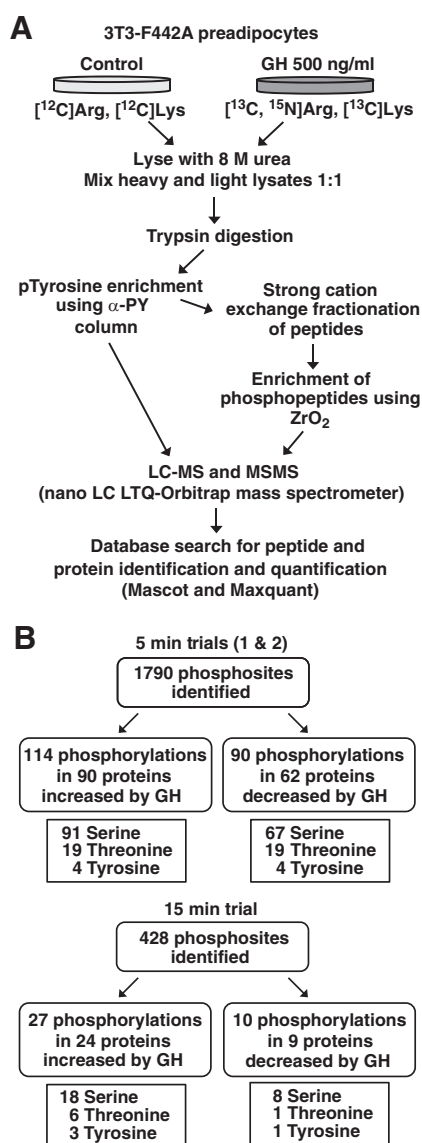 A
3T3-F442A preadipocytes
Control
GH 500 ng/ml
[¹²C]Arg, [¹²C]Lys
[¹³C, ¹⁵N]Arg, [¹³C]Lys
Lyse with 8 M urea
Mix heavy and light lysates 1:1
Trypsin digestion
pTyrosine enrichment
using α-PY
column
Strong cation
exchange fractionation
of peptides
Enrichment of
phosphopeptides using
ZrO₂
LC-MS and MSMS
(nano LC LTQ-Orbitrap mass spectrometer)
Database search for peptide and
protein identification and quantification
(Mascot and Maxquant)
B
5 min trials (1 & 2)
1790 phosphosites
identified
114 phosphorylations
in 90 proteins
increased by GH
90 phosphorylations
in 62 proteins
decreased by GH
91 Serine
19 Threonine
4 Tyrosine
67 Serine
19 Threonine
4 Tyrosine
15 min trial
428 phosphosites
identified
27 phosphorylations
in 24 proteins
increased by GH
10 phosphorylations
in 9 proteins
decreased by GH
18 Serine
6 Threonine
3 Tyrosine
8 Serine
1 Threonine
1 Tyrosine